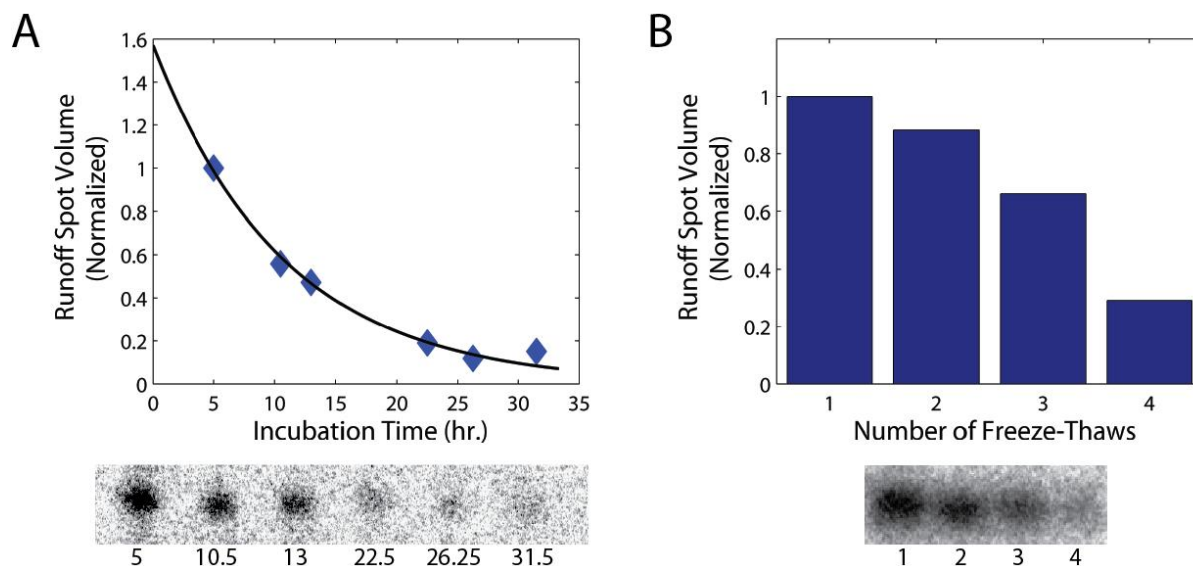 A
Runoff Spot Volume
(Normalized)
1.6
1.4
1.2
1
0.8
0.6
0.4
0.2
0
0 5 10 15 20 25 30 35
Incubation Time (hr.)
5 10.5 13 22.5 26.25 31.5
B
Runoff Spot Volume
(Normalized)
1
0.8
0.6
0.4
0.2
0
1 2 3 4
Number of Freeze-Thaws
1 2 3 4